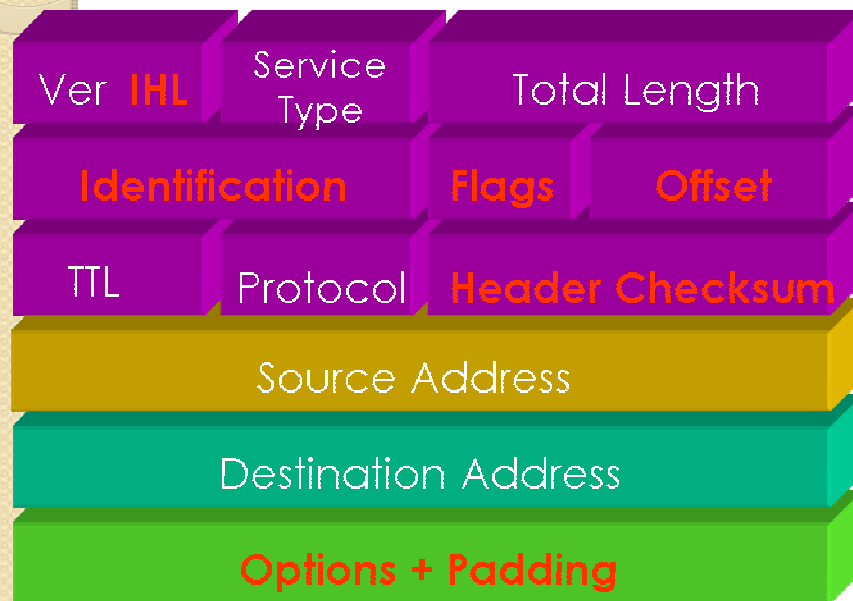 Ver IHL Service Type Total Length
Identification Flags Offset
TTL Protocol Header Checksum
Source Address
Destination Address
Options + Padding